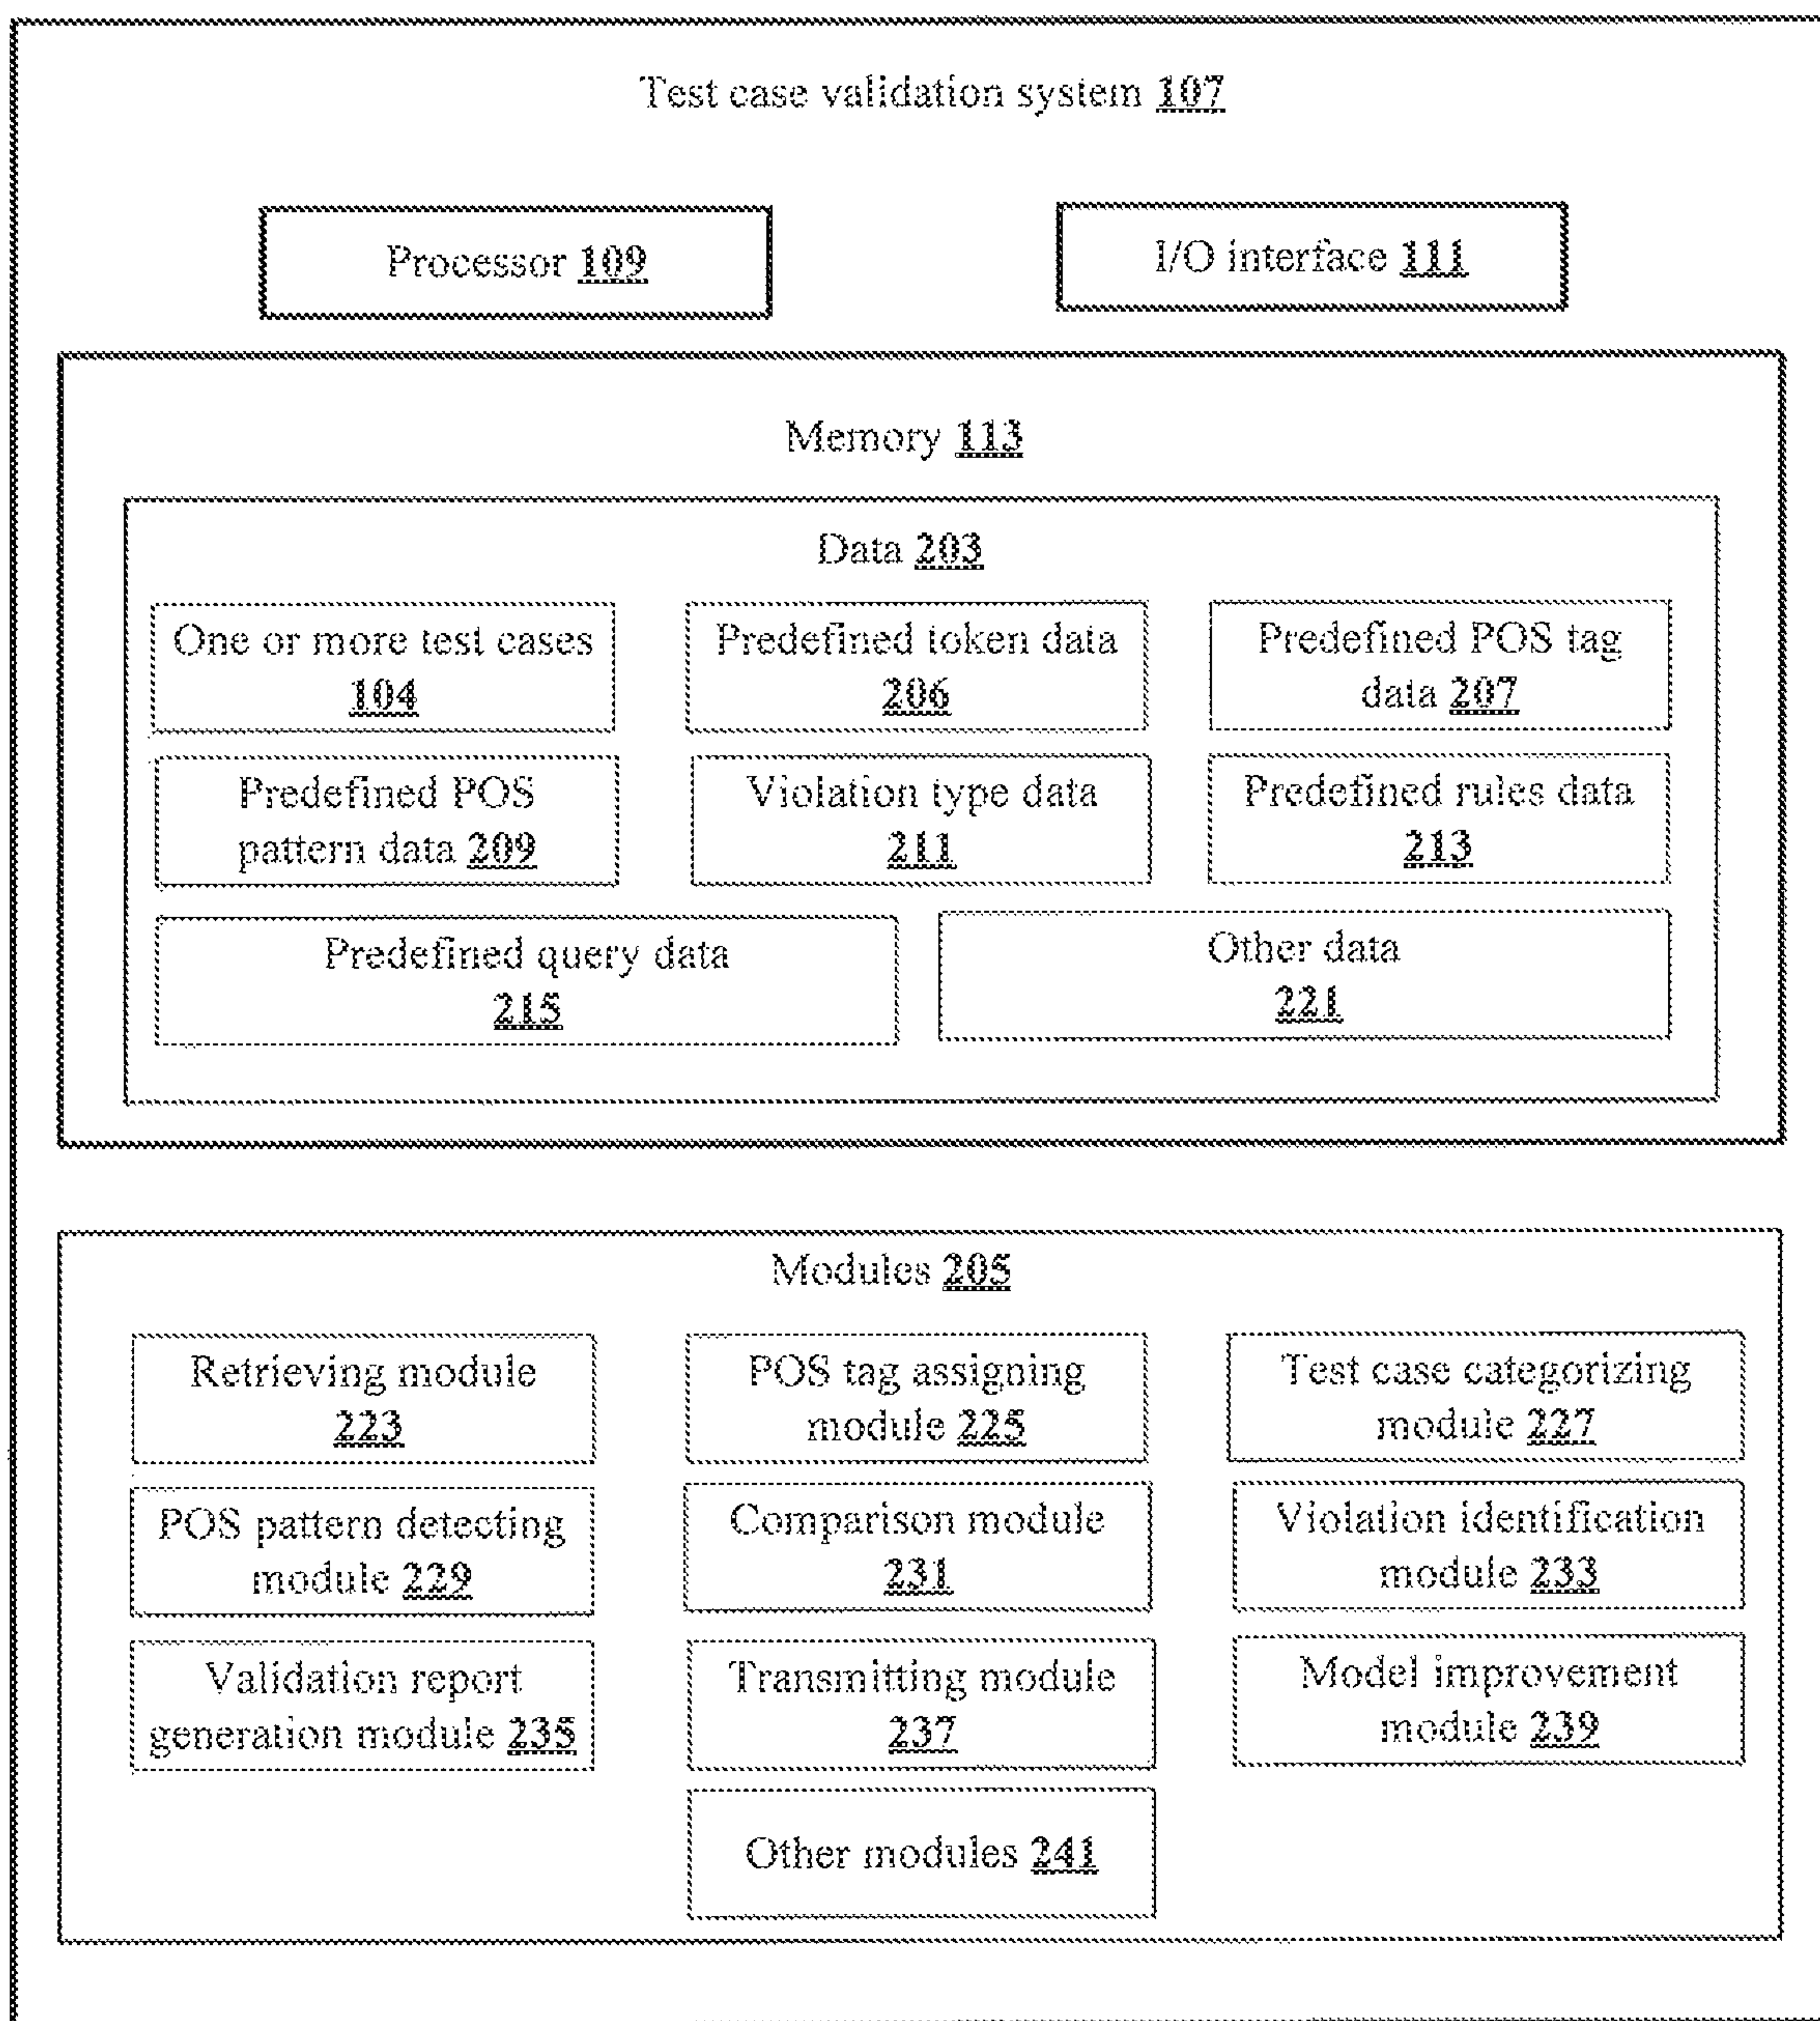 Test case validation system 107
Processor 109
I/O interface 111
Memory 113
Data 203
One or more test cases
104
Predefined token data
206
Predefined POS tag
data 207
Predefined POS
pattern data 209
Violation type data
211
Predefined rules data
213
Predefined query data
215
Other data
221
Modules 205
Retrieving module
223
POS tag assigning
module 225
Test case categorizing
module 227
POS pattern detecting
module 229
Comparison module
231
Violation identification
module 233
Validation report
generation module 235
Transmitting module
237
Model improvement
module 239
Other modules 241